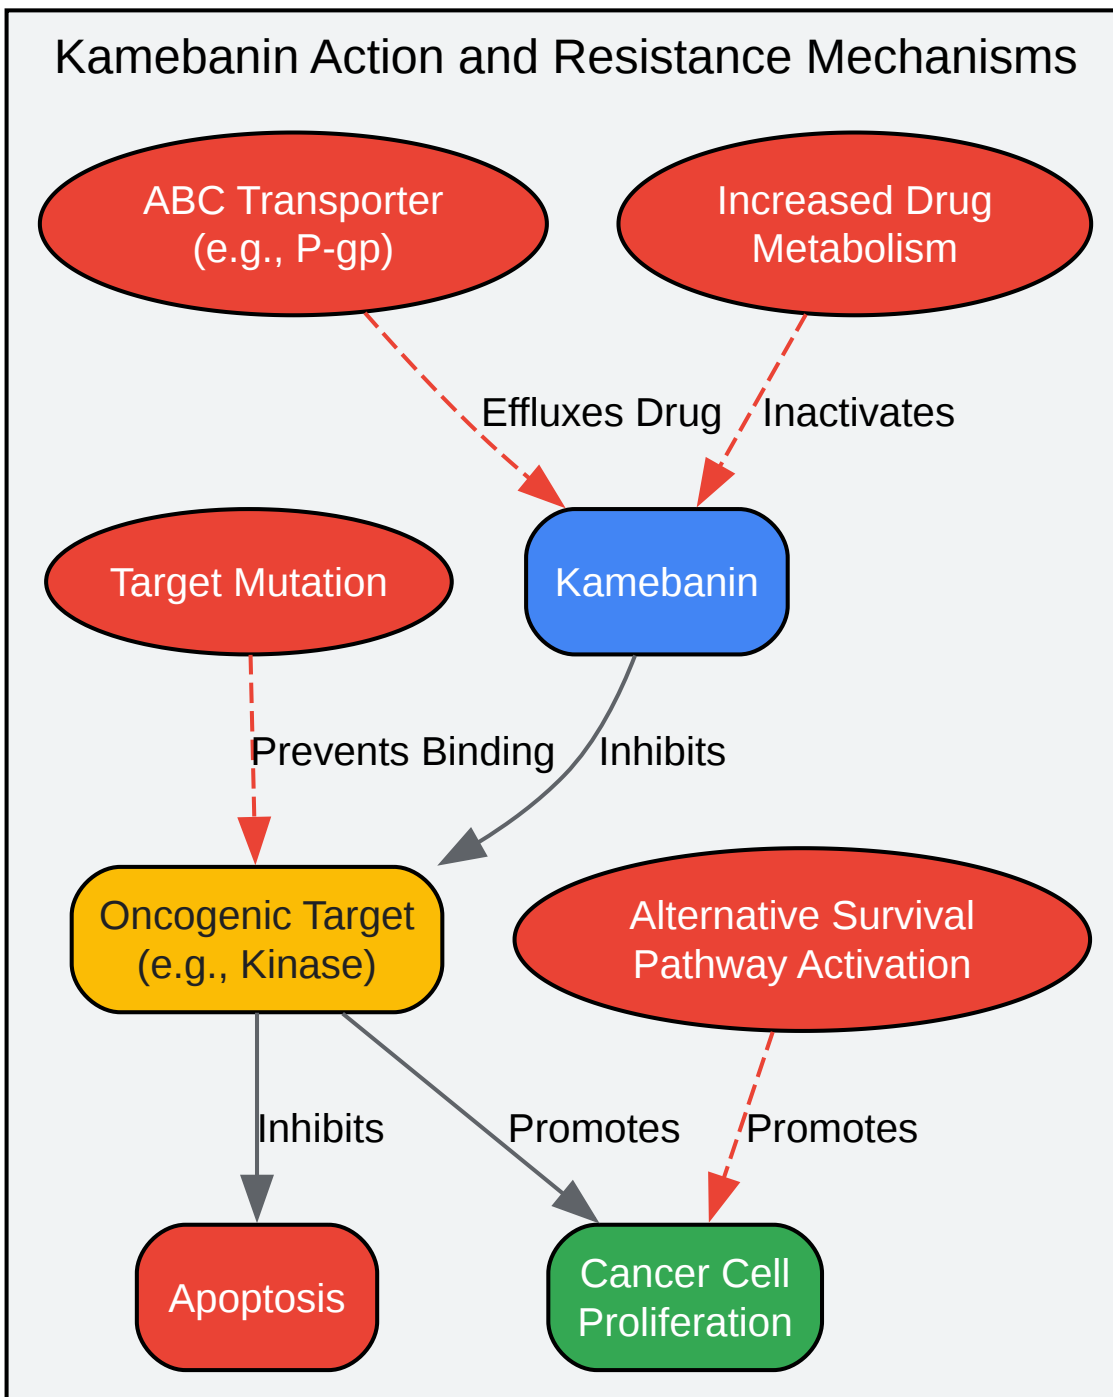 Kamebanin Action and Resistance Mechanisms
ABC Transporter
(e.g., P-gp)
Increased Drug
Metabolism
Effluxes Drug
Inactivates
Target Mutation
Kamebanin
Prevents Binding
Inhibits
Oncogenic Target
(e.g., Kinase)
Alternative Survival
Pathway Activation
Inhibits
Promotes
Promotes
Apoptosis
Cancer Cell
Proliferation